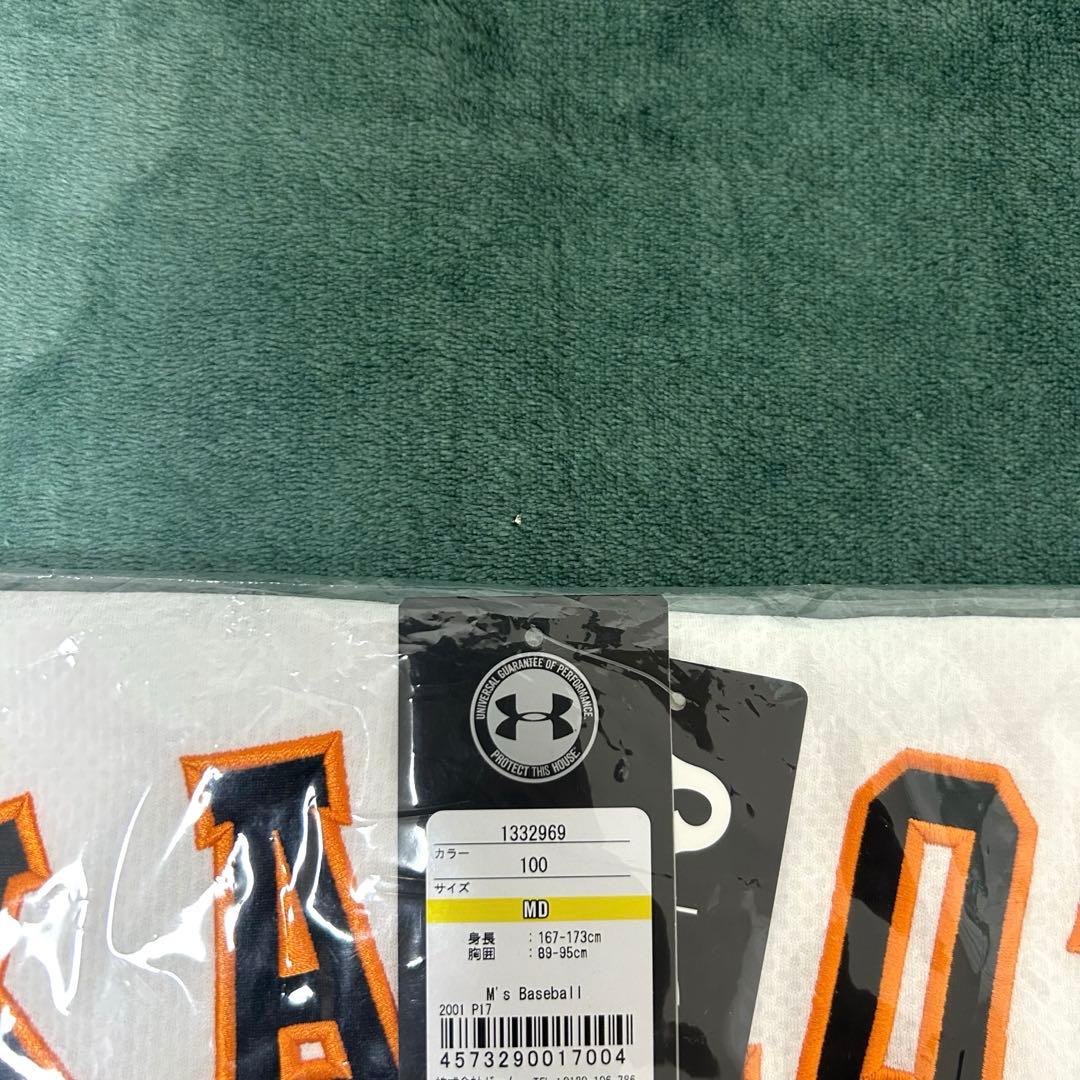 UNIVERSAL GUARANTEE OF PERFORMANCE.
PROTECT THIS HOUSE.
1332969
カラー
100
サイズ
MD
身長 : 167-173cm
胸囲 : 89-95cm
M's Baseball
2001 P17
4573290017004
A
O